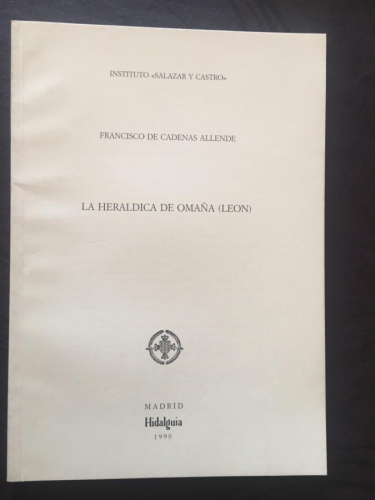 INSTITUTO «SALAZAR Y CASTRO»
FRANCISCO DE CADENAS ALLENDE
LA HERALDICA DE OMAÑA (LEON)
MADRID
Hidalguía
1990